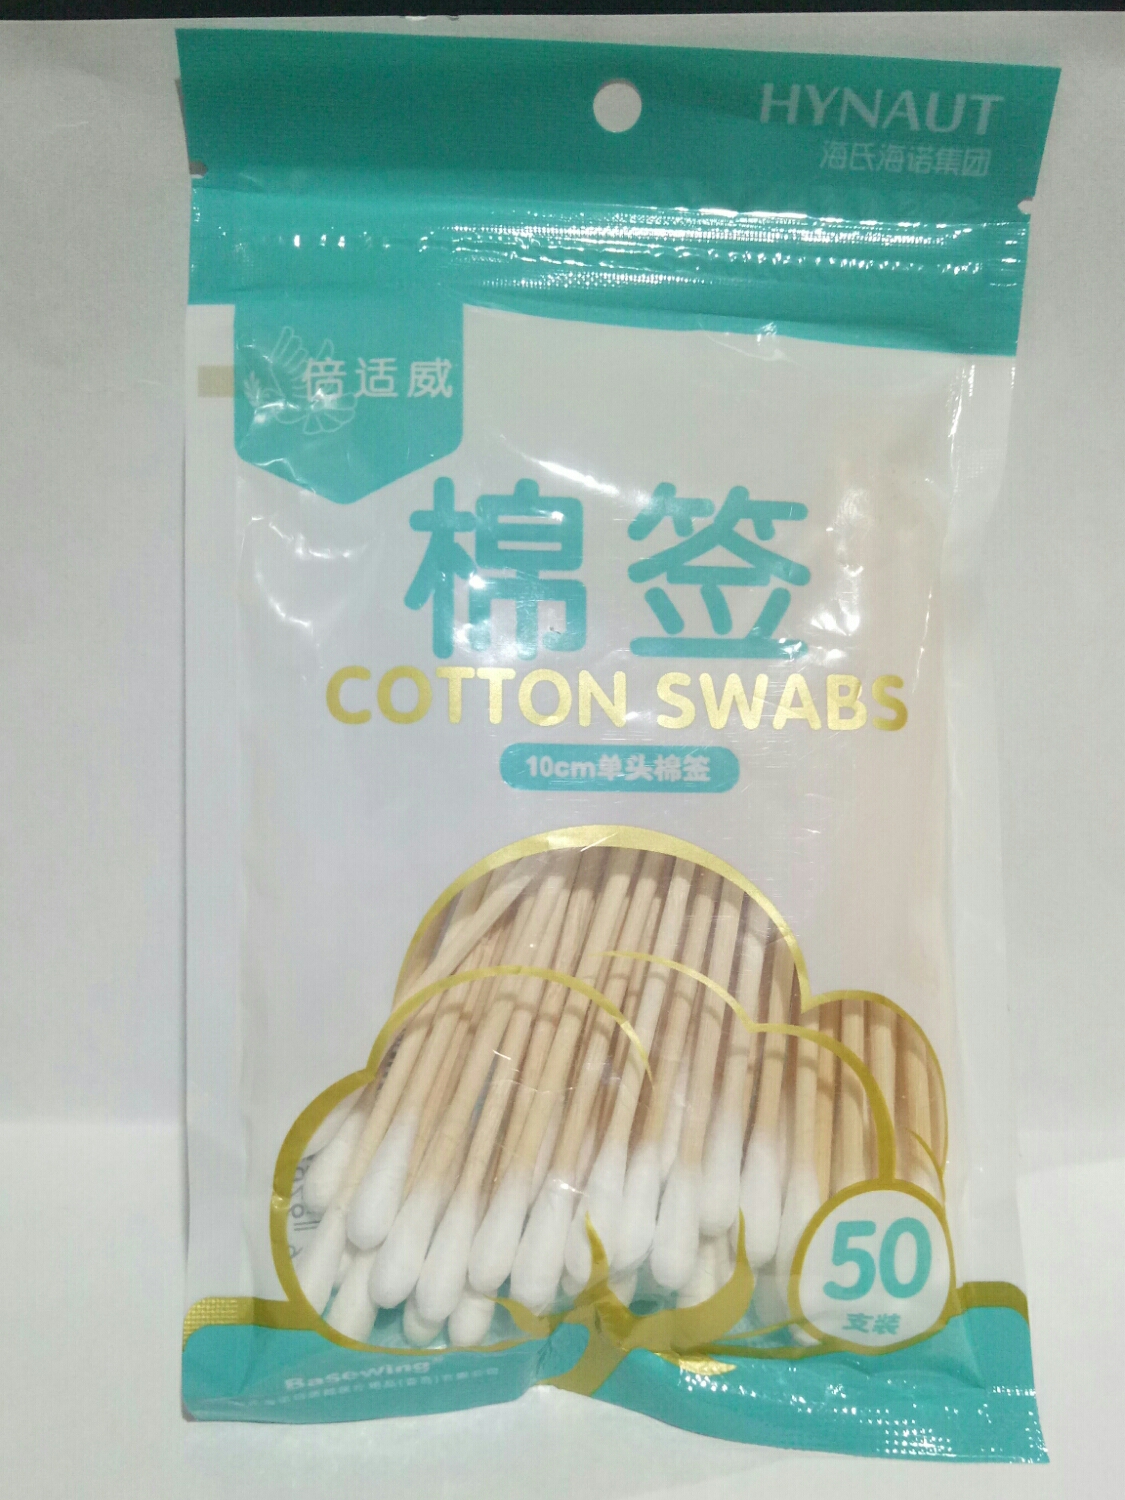 HYNAUT
海氏海诺集团
倍适威
棉签
COTTON SWABS
10cm单头棉签
50
支装
BaSewing®